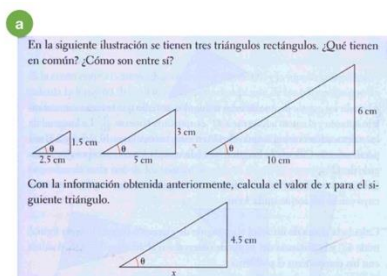 a
En la siguiente ilustración se tienen tres triángulos rectángulos. ¿Qué tienen
en común? ¿Cómo son entre sí?
6 cm
3 cm
1.5 cm
θ θ θ
2.5 cm 5 cm 10 cm
Con la información obtenida anteriormente, calcula el valor de x para el si-
guiente triángulo.
4.5 cm
θ
x